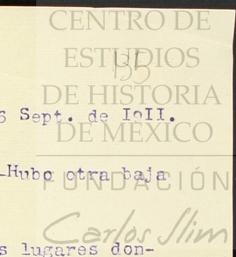 CENTRO DE
ESTUDIOS
155
DE HISTORIA
6 Sept. de I9II.
DE MÉXICO
-Hubo otra baja
FUNDACIÓN
Carlos Slim
s lugares don-